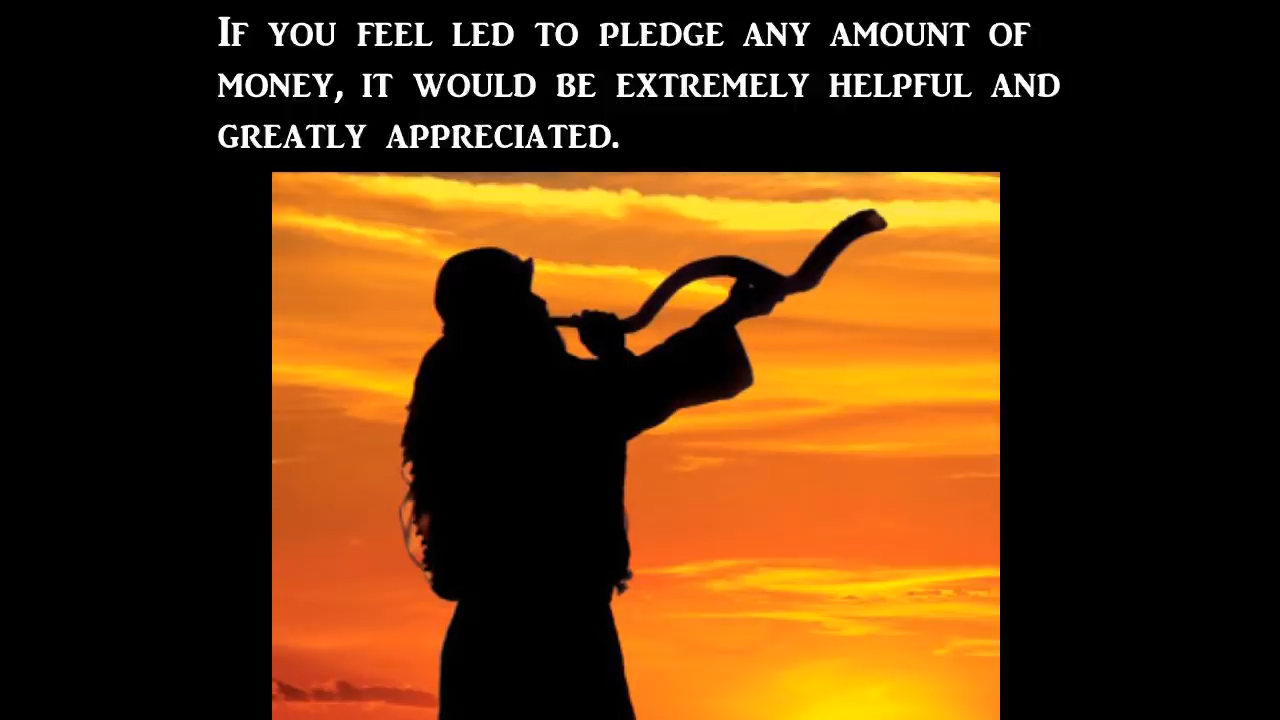 If you feel led to pledge any amount of
money, it would be extremely helpful and
greatly appreciated.